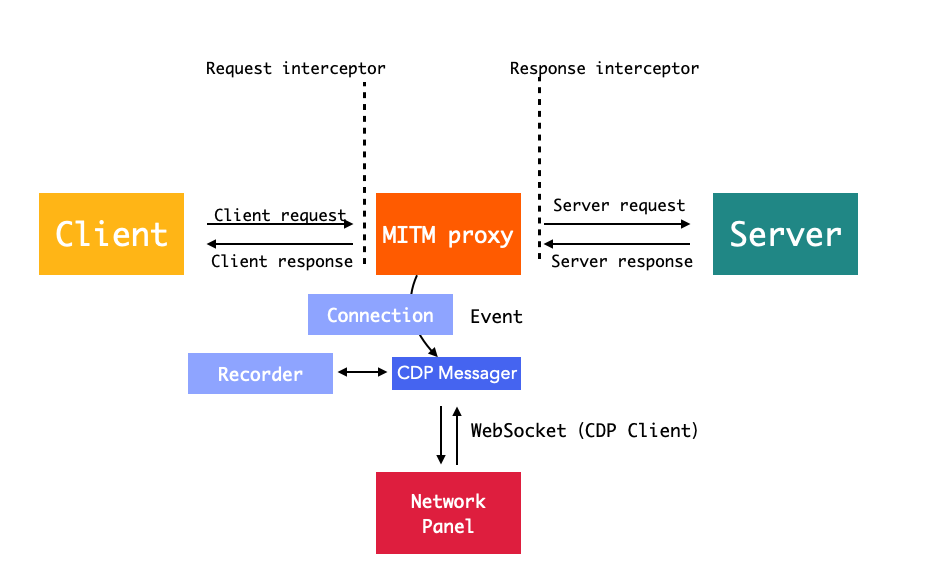 Request interceptor
Response interceptor
Client
Client request
Client response
MITM proxy
Server request
Server response
Server
Connection
Event
Recorder
CDP Messager
WebSocket (CDP Client)
Network
Panel